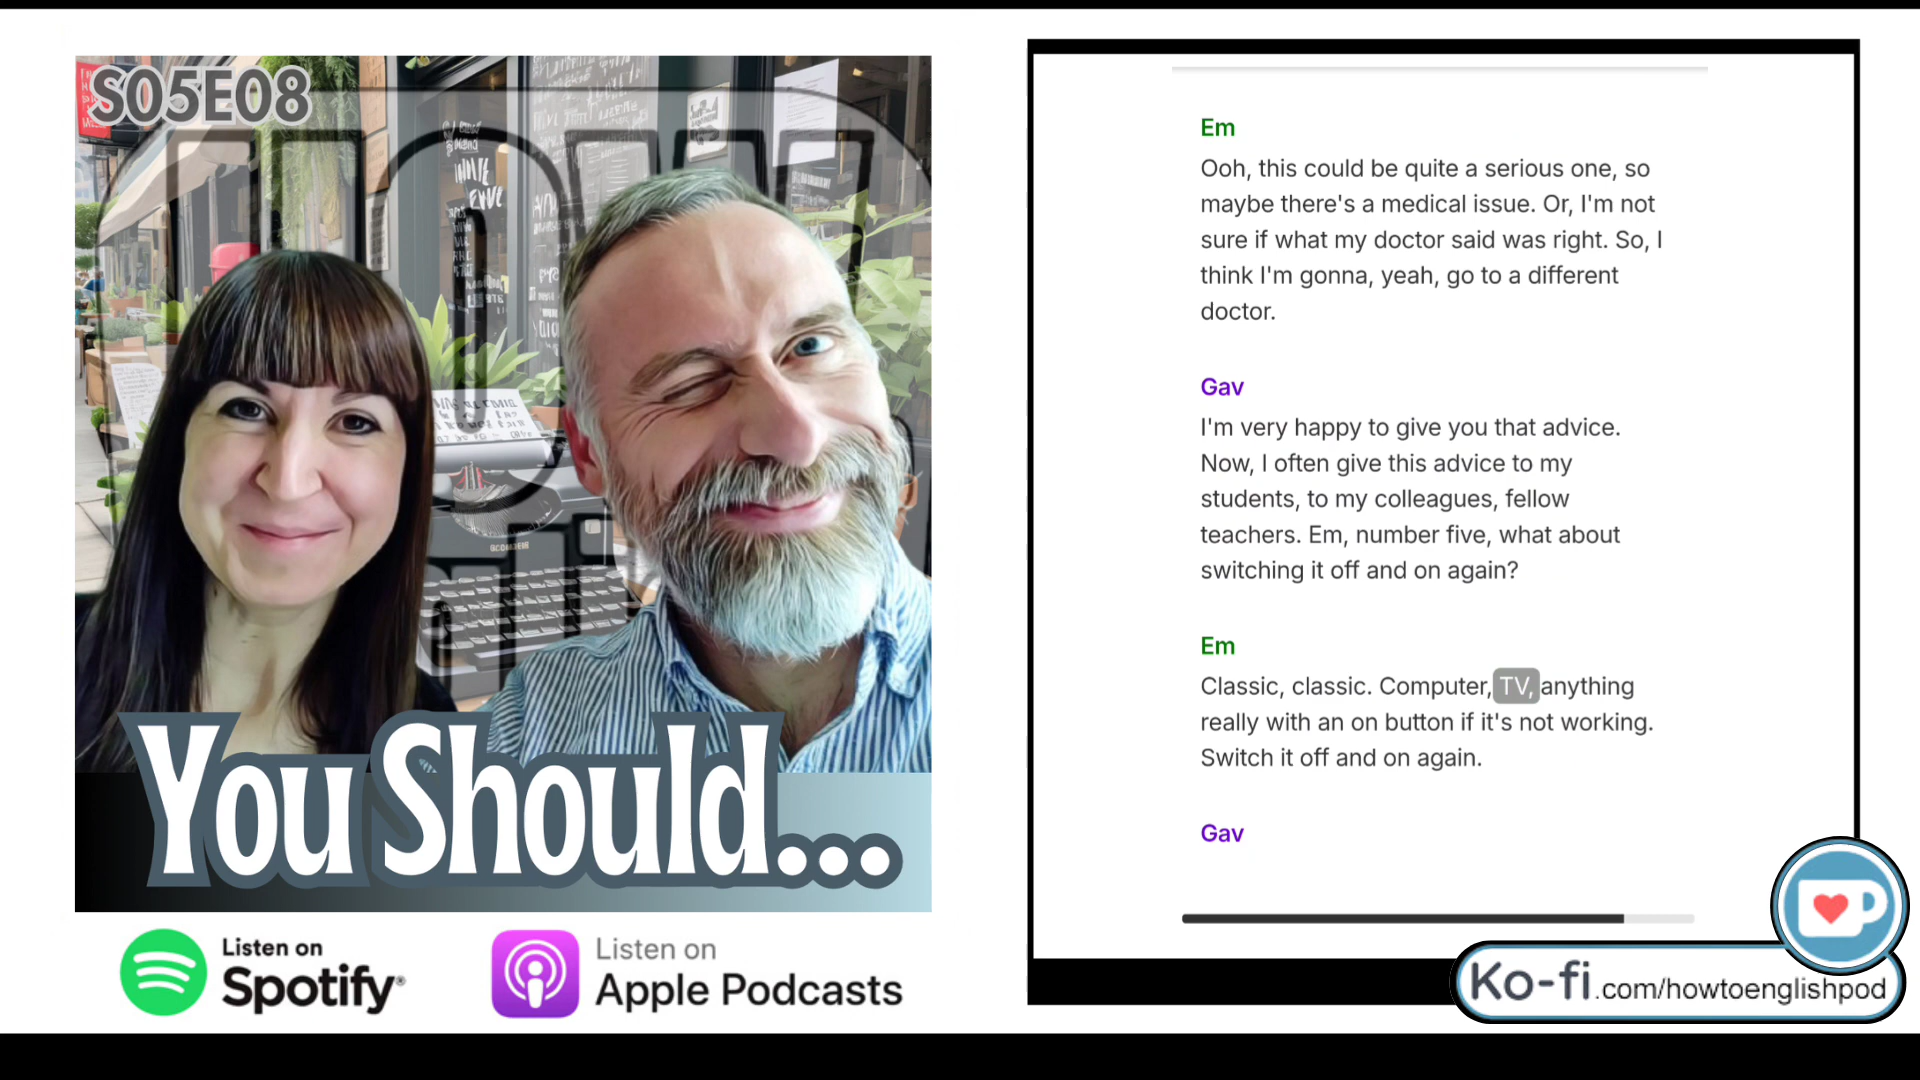 S05E08
You Should...
Listen on
Spotify®
Listen on
Apple Podcasts
Em
Ooh, this could be quite a serious one, so
maybe there's a medical issue. Or, I'm not
sure if what my doctor said was right. So, I
think I'm gonna, yeah, go to a different
doctor.
Gav
I'm very happy to give you that advice.
Now, I often give this advice to my
students, to my colleagues, fellow
teachers. Em, number five, what about
switching it off and on again?
Em
Classic, classic. Computer, TV, anything
really with an on button if it's not working.
Switch it off and on again.
Gav
Ko-fi.com/howtoenglishpod